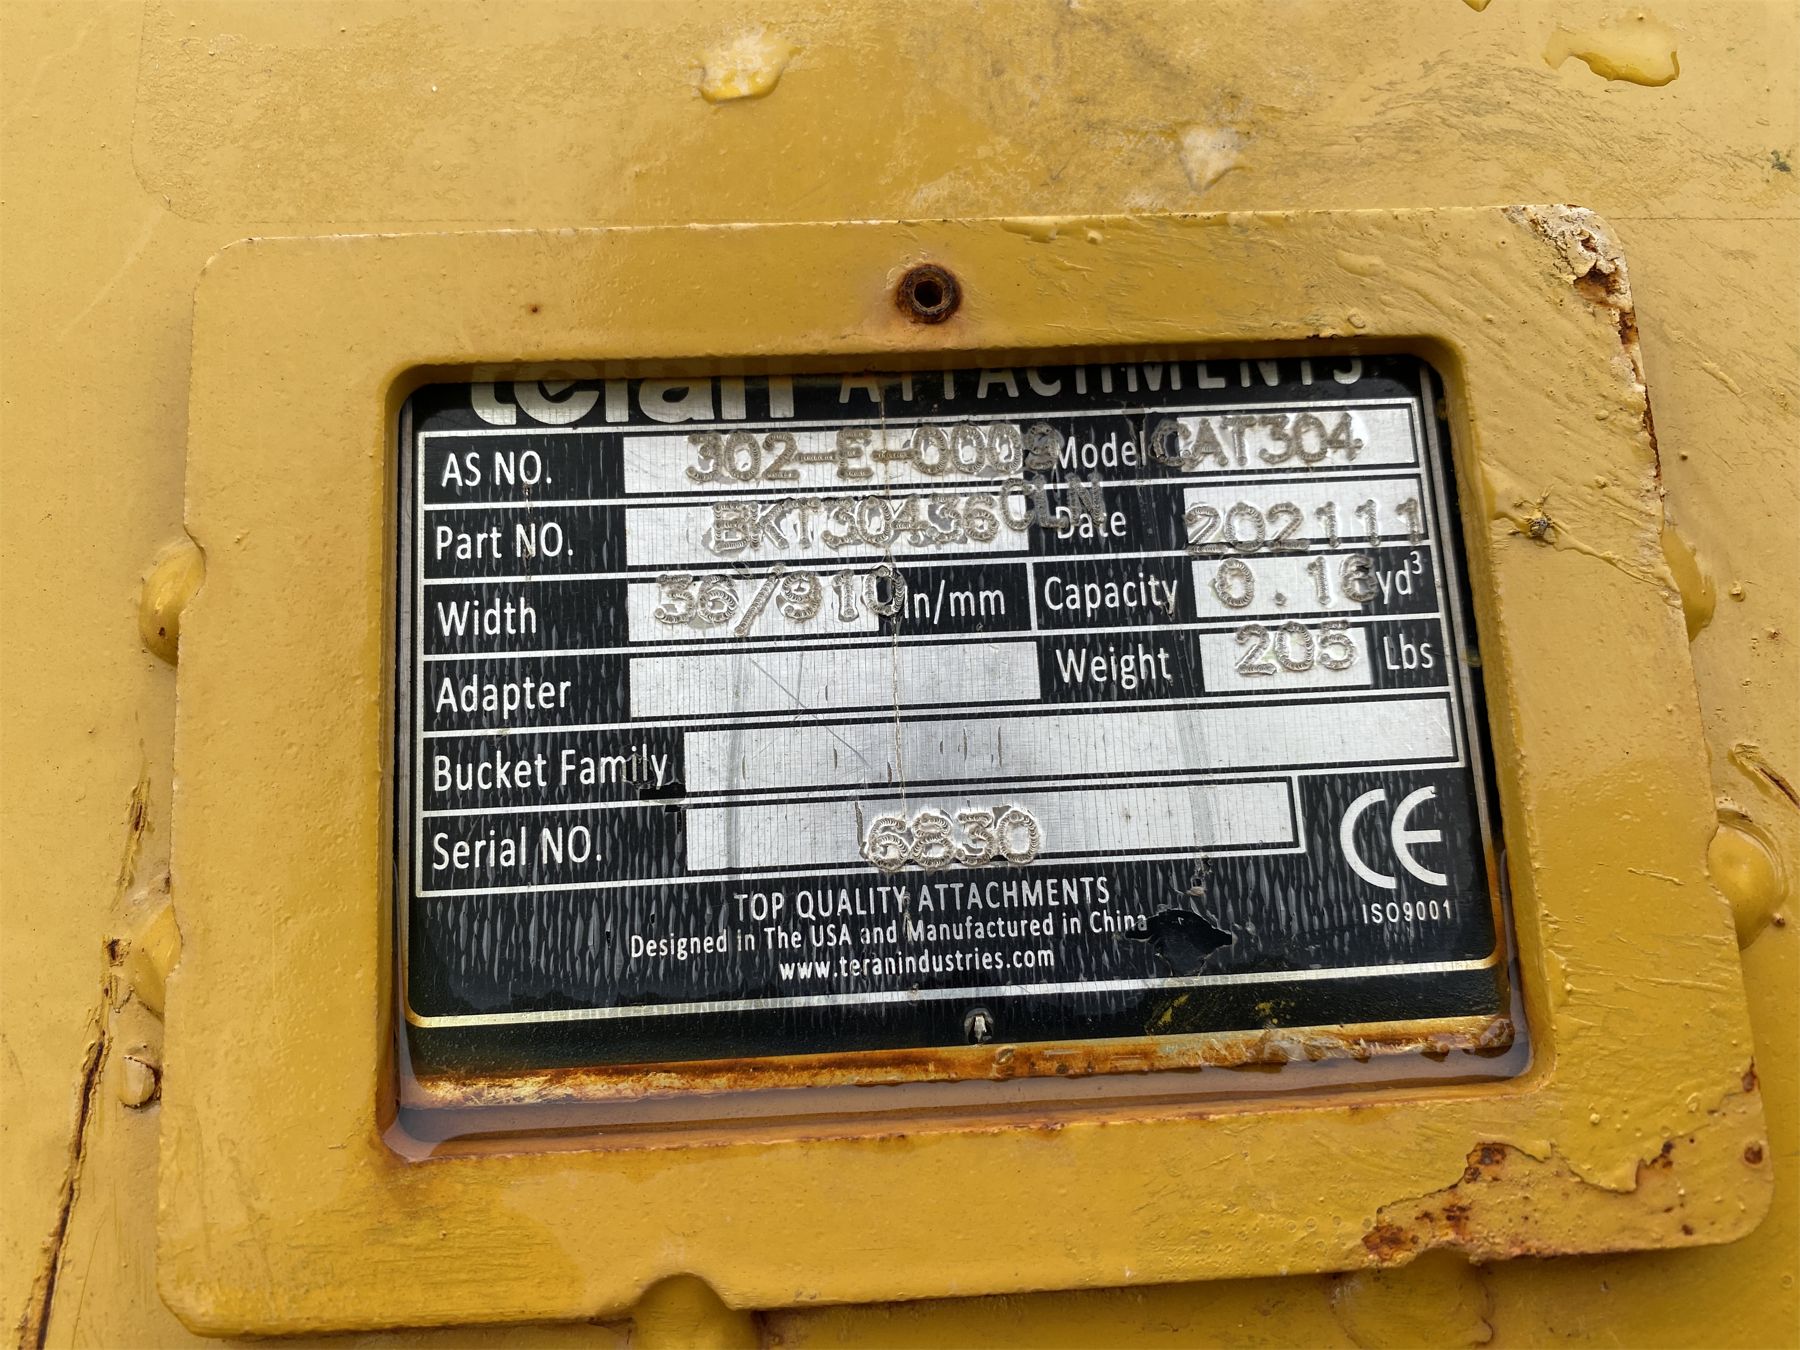 teran ATTACHMENTS
AS NO. 302-E-0009 Model CAT304
Part NO. BKT30436CLN Date 202111
Width 36/910 In/mm Capacity 0.16 yd³
Adapter Weight 205 Lbs
Bucket Family
Serial NO. 6830
CE
ISO9001
TOP QUALITY ATTACHMENTS
Designed in The USA and Manufactured in China
www.teranindustries.com